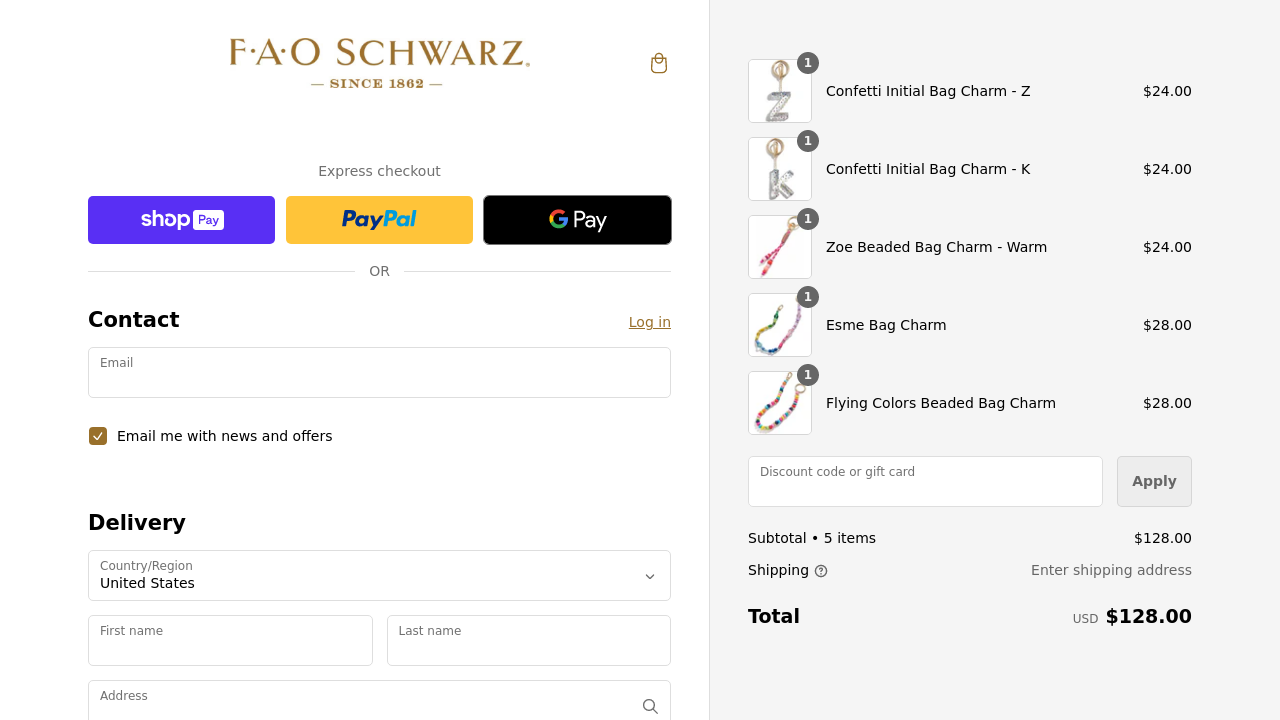 F·A·O SCHWARZ.
— SINCE 1862 —
Express checkout
shop Pay
PayPal
G Pay
OR
Contact
Log in
Email
Email me with news and offers
Delivery
Country/Region
United States
First name
Last name
Address
1
Confetti Initial Bag Charm - Z
$24.00
1
Confetti Initial Bag Charm - K
$24.00
1
Zoe Beaded Bag Charm - Warm
$24.00
1
Esme Bag Charm
$28.00
1
Flying Colors Beaded Bag Charm
$28.00
Discount code or gift card
Apply
Subtotal • 5 items
$128.00
Shipping
Enter shipping address
Total
USD $128.00